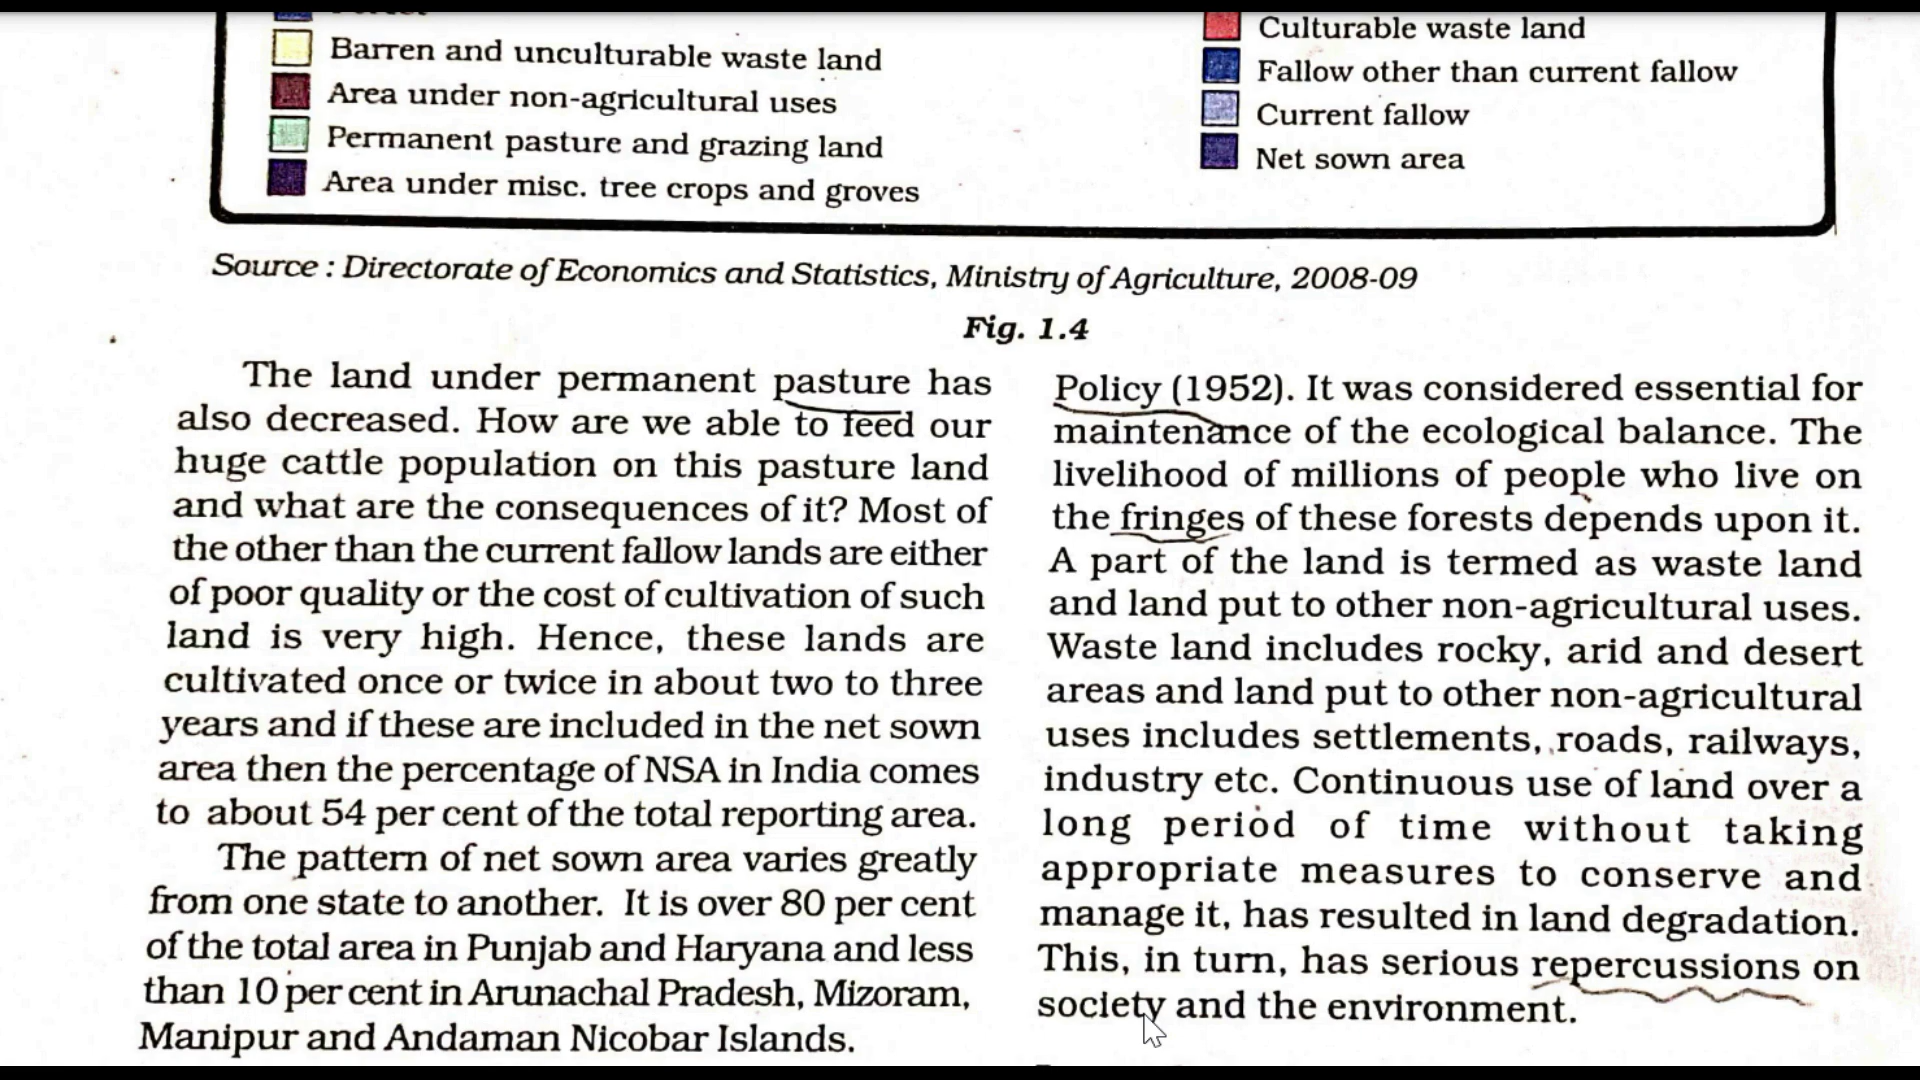 Barren and unculturable waste land
Area under non-agricultural uses
Permanent pasture and grazing land
Area under misc. tree crops and groves
Culturable waste land
Fallow other than current fallow
Current fallow
Net sown area
Source : Directorate of Economics and Statistics, Ministry of Agriculture, 2008-09
Fig. 1.4
The land under permanent pasture has
also decreased. How are we able to feed our
huge cattle population on this pasture land
and what are the consequences of it? Most of
the other than the current fallow lands are either
of poor quality or the cost of cultivation of such
land is very high. Hence, these lands are
cultivated once or twice in about two to three
years and if these are included in the net sown
area then the percentage of NSA in India comes
to about 54 per cent of the total reporting area.
The pattern of net sown area varies greatly
from one state to another. It is over 80 per cent
of the total area in Punjab and Haryana and less
than 10 per cent in Arunachal Pradesh, Mizoram,
Manipur and Andaman Nicobar Islands.
Policy (1952). It was considered essential for
maintenance of the ecological balance. The
livelihood of millions of people who live on
the fringes of these forests depends upon it.
A part of the land is termed as waste land
and land put to other non-agricultural uses.
Waste land includes rocky, arid and desert
areas and land put to other non-agricultural
uses includes settlements, roads, railways,
industry etc. Continuous use of land over a
long period of time without taking
appropriate measures to conserve and
manage it, has resulted in land degradation.
This, in turn, has serious repercussions on
society and the environment.